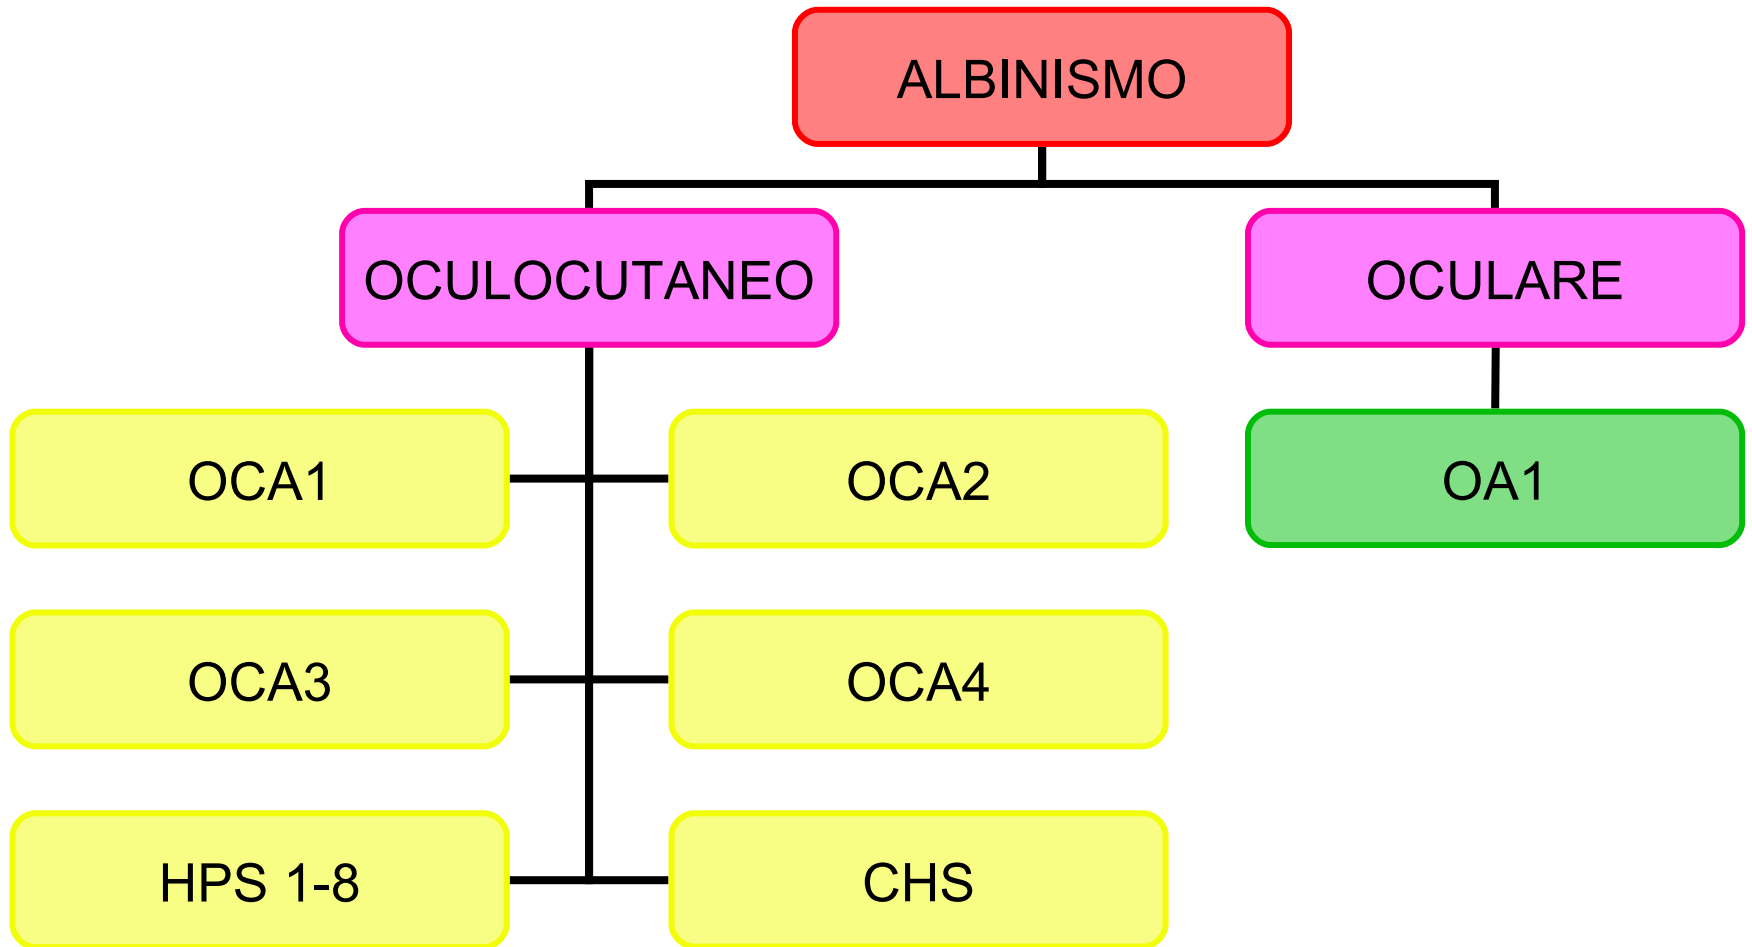 ALBINISMO
OCULOCUTANEO
OCULARE
OCA1
OCA2
OA1
OCA3
OCA4
HPS 1-8
CHS